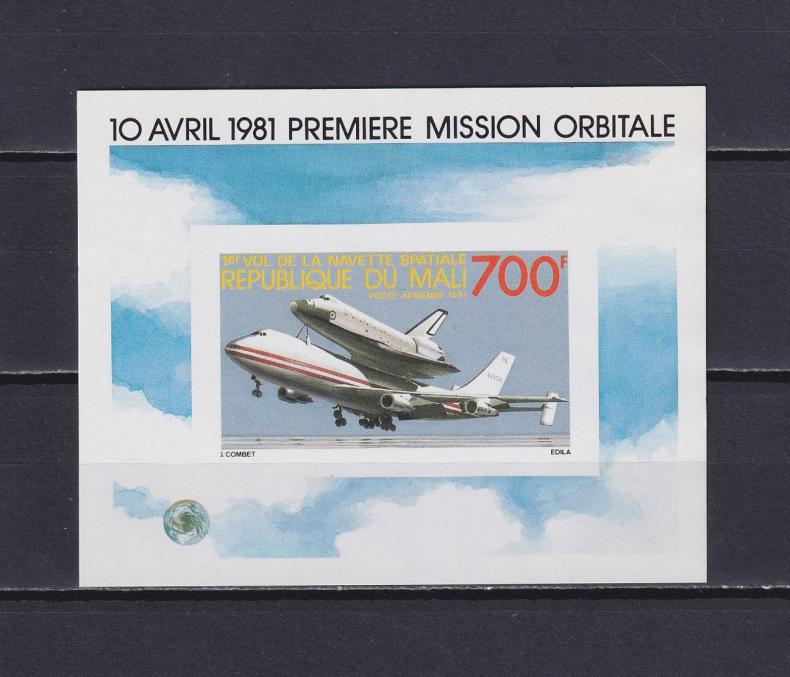 10 AVRIL 1981 PREMIERE MISSION ORBITALE
1er VOL DE LA NAVETTE SPATIALE
REPUBLIQUE DU MALI 700F
POSTE AERIENNE 1981
NASA
J. COMBET EDILA